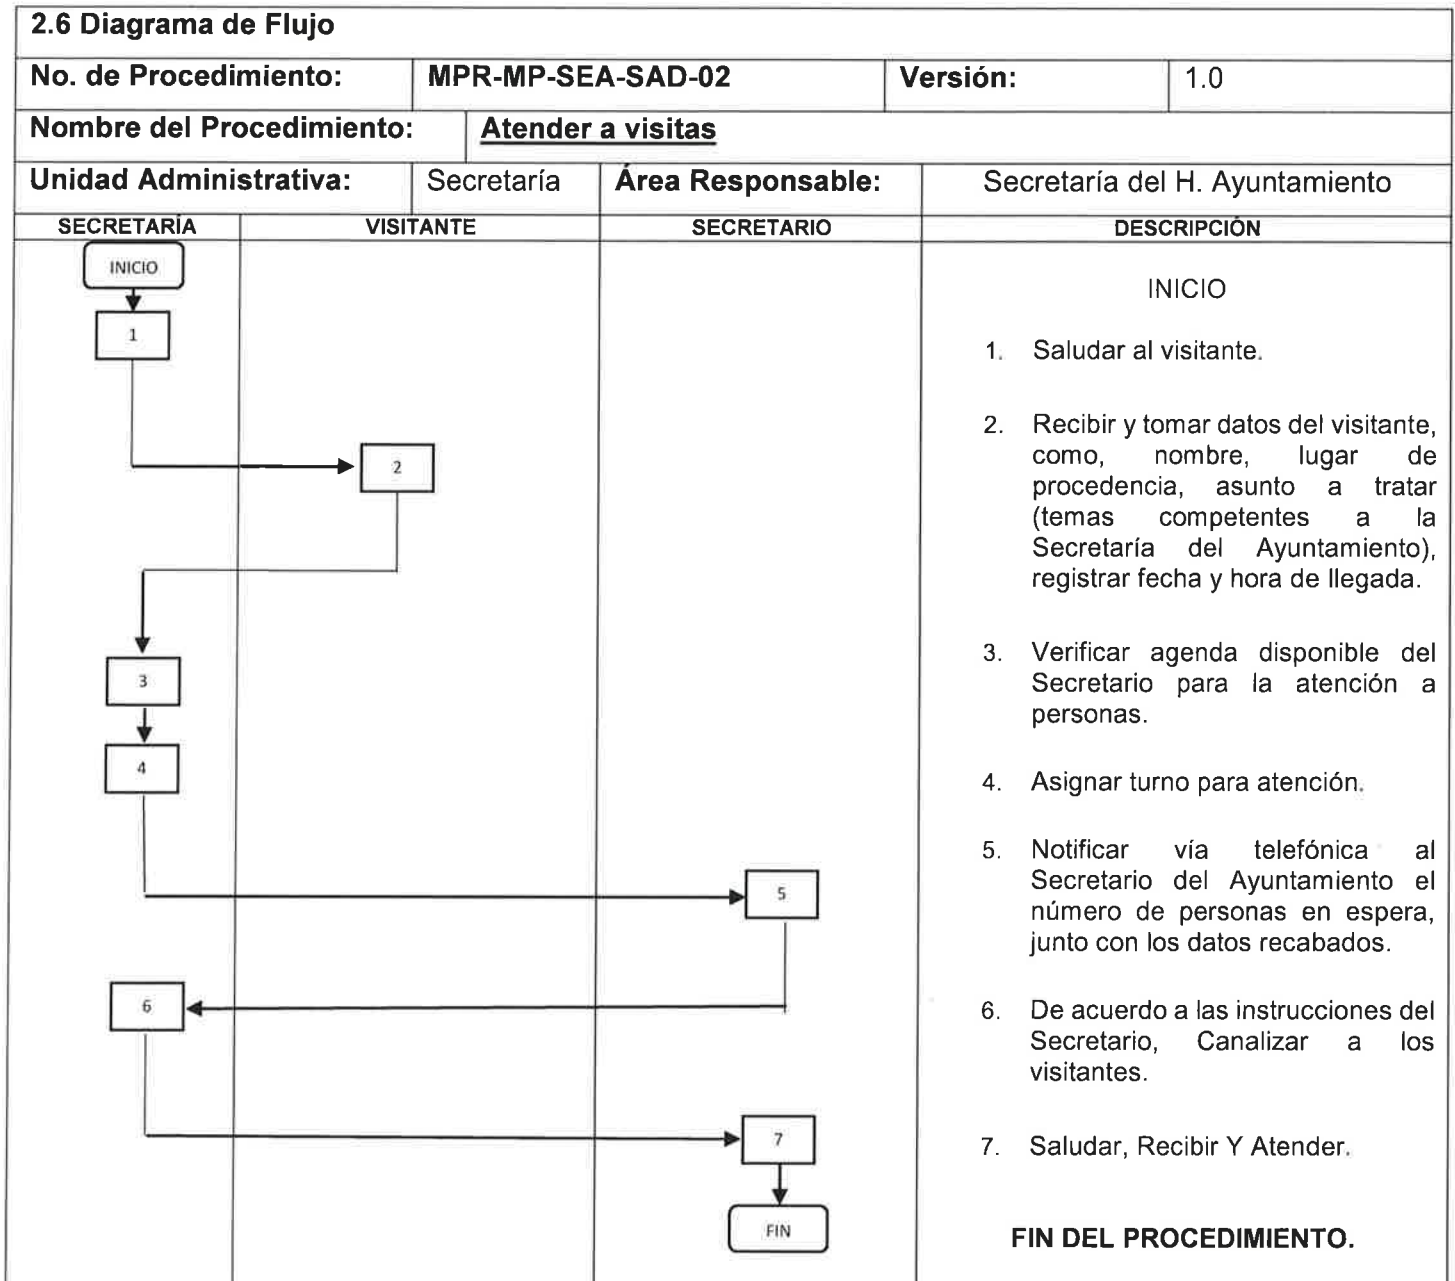 2.6 Diagrama de Flujo
No. de Procedimiento: MPR-MP-SEA-SAD-02 Versión: 1.0
Nombre del Procedimiento: Atender a visitas
Unidad Administrativa: Secretaría Área Responsable: Secretaría del H. Ayuntamiento
SECRETARÍA VISITANTE SECRETARIO DESCRIPCIÓN
INICIO
1
2
3
4
5
6
7
FIN
INICIO
1. Saludar al visitante.
2. Recibir y tomar datos del visitante,
como, nombre, lugar de
procedencia, asunto a tratar
(temas competentes a la
Secretaría del Ayuntamiento),
registrar fecha y hora de llegada.
3. Verificar agenda disponible del
Secretario para la atención a
personas.
4. Asignar turno para atención.
5. Notificar vía telefónica al
Secretario del Ayuntamiento el
número de personas en espera,
junto con los datos recabados.
6. De acuerdo a las instrucciones del
Secretario, Canalizar a los
visitantes.
7. Saludar, Recibir Y Atender.
FIN DEL PROCEDIMIENTO.